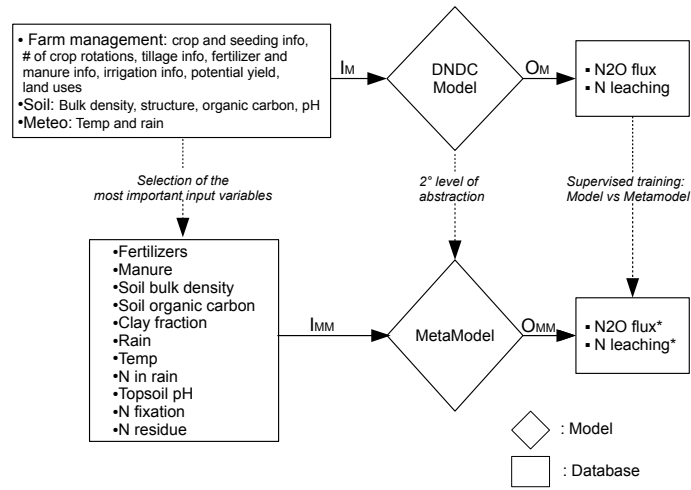 • Farm management: crop and seeding info,
# of crop rotations, tillage info, fertilizer and
manure info, irrigation info, potential yield,
land uses
•Soil: Bulk density, structure, organic carbon, pH
•Meteo: Temp and rain
IM
DNDC
Model
OM
▪ N2O flux
▪ N leaching
Selection of the
most important input variables
2° level of
abstraction
Supervised training:
Model vs Metamodel
•Fertilizers
•Manure
•Soil bulk density
•Soil organic carbon
•Clay fraction
•Rain
•Temp
•N in rain
•Topsoil pH
•N fixation
•N residue
IMM
MetaModel
OMM
▪ N2O flux*
▪ N leaching*
: Model
: Database